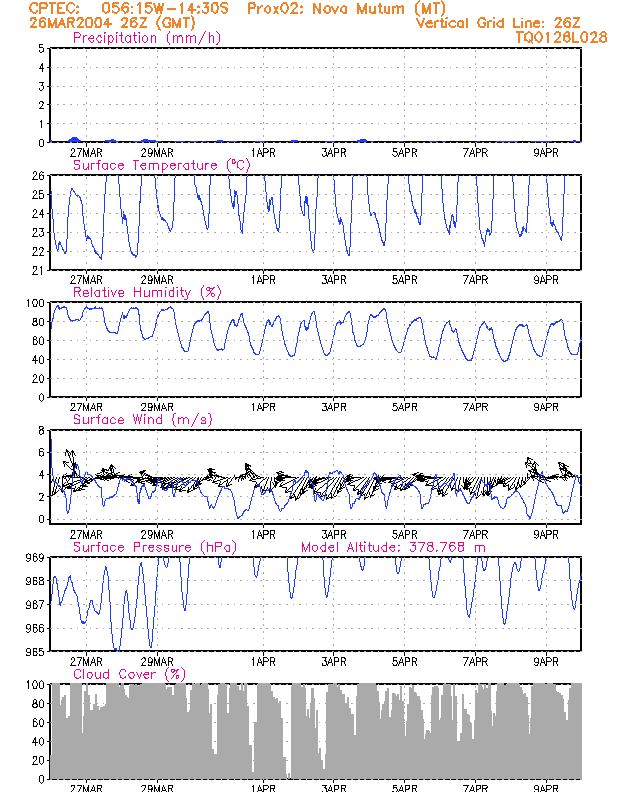 CPTEC: 056:15W-14:30S Prox02: Nova Mutum (MT)
26MAR2004 26Z (GMT) Vertical Grid Line: 26Z
Precipitation (mm/h) TQ0126L028
5
4
3
2
1
0
27MAR 29MAR 1APR 3APR 5APR 7APR 9APR
Surface Temperature (°C)
26
25
24
23
22
21
27MAR 29MAR 1APR 3APR 5APR 7APR 9APR
Relative Humidity (%)
100
80
60
40
20
0
27MAR 29MAR 1APR 3APR 5APR 7APR 9APR
Surface Wind (m/s)
8
6
4
2
0
27MAR 29MAR 1APR 3APR 5APR 7APR 9APR
Surface Pressure (hPa) Model Altitude: 378.768 m
969
968
967
966
965
27MAR 29MAR 1APR 3APR 5APR 7APR 9APR
Cloud Cover (%)
100
80
60
40
20
0
27MAR 29MAR 1APR 3APR 5APR 7APR 9APR